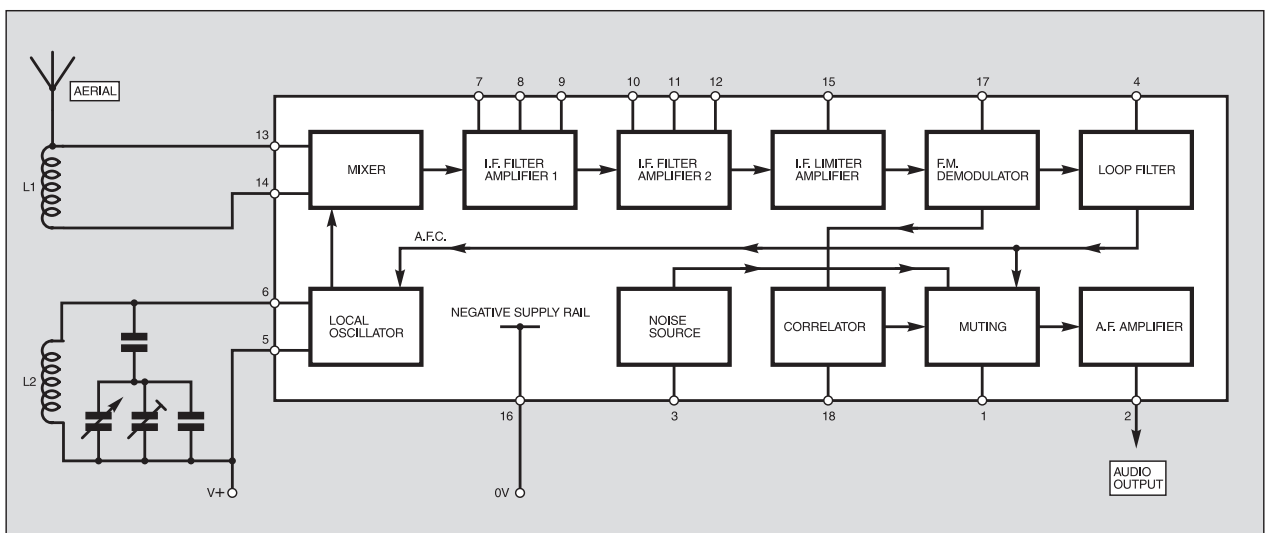 AERIAL
7 8 9 10 11 12 15 17 4
13
MIXER
I.F. FILTER
AMPLIFIER 1
I.F. FILTER
AMPLIFIER 2
I.F. LIMITER
AMPLIFIER
F.M.
DEMODULATOR
LOOP FILTER
14
L1
A.F.C.
6
LOCAL
OSCILLATOR
NEGATIVE SUPPLY RAIL
NOISE
SOURCE
CORRELATOR
MUTING
A.F. AMPLIFIER
5
L2
16 3 18 1 2
AUDIO
OUTPUT
V+
0V